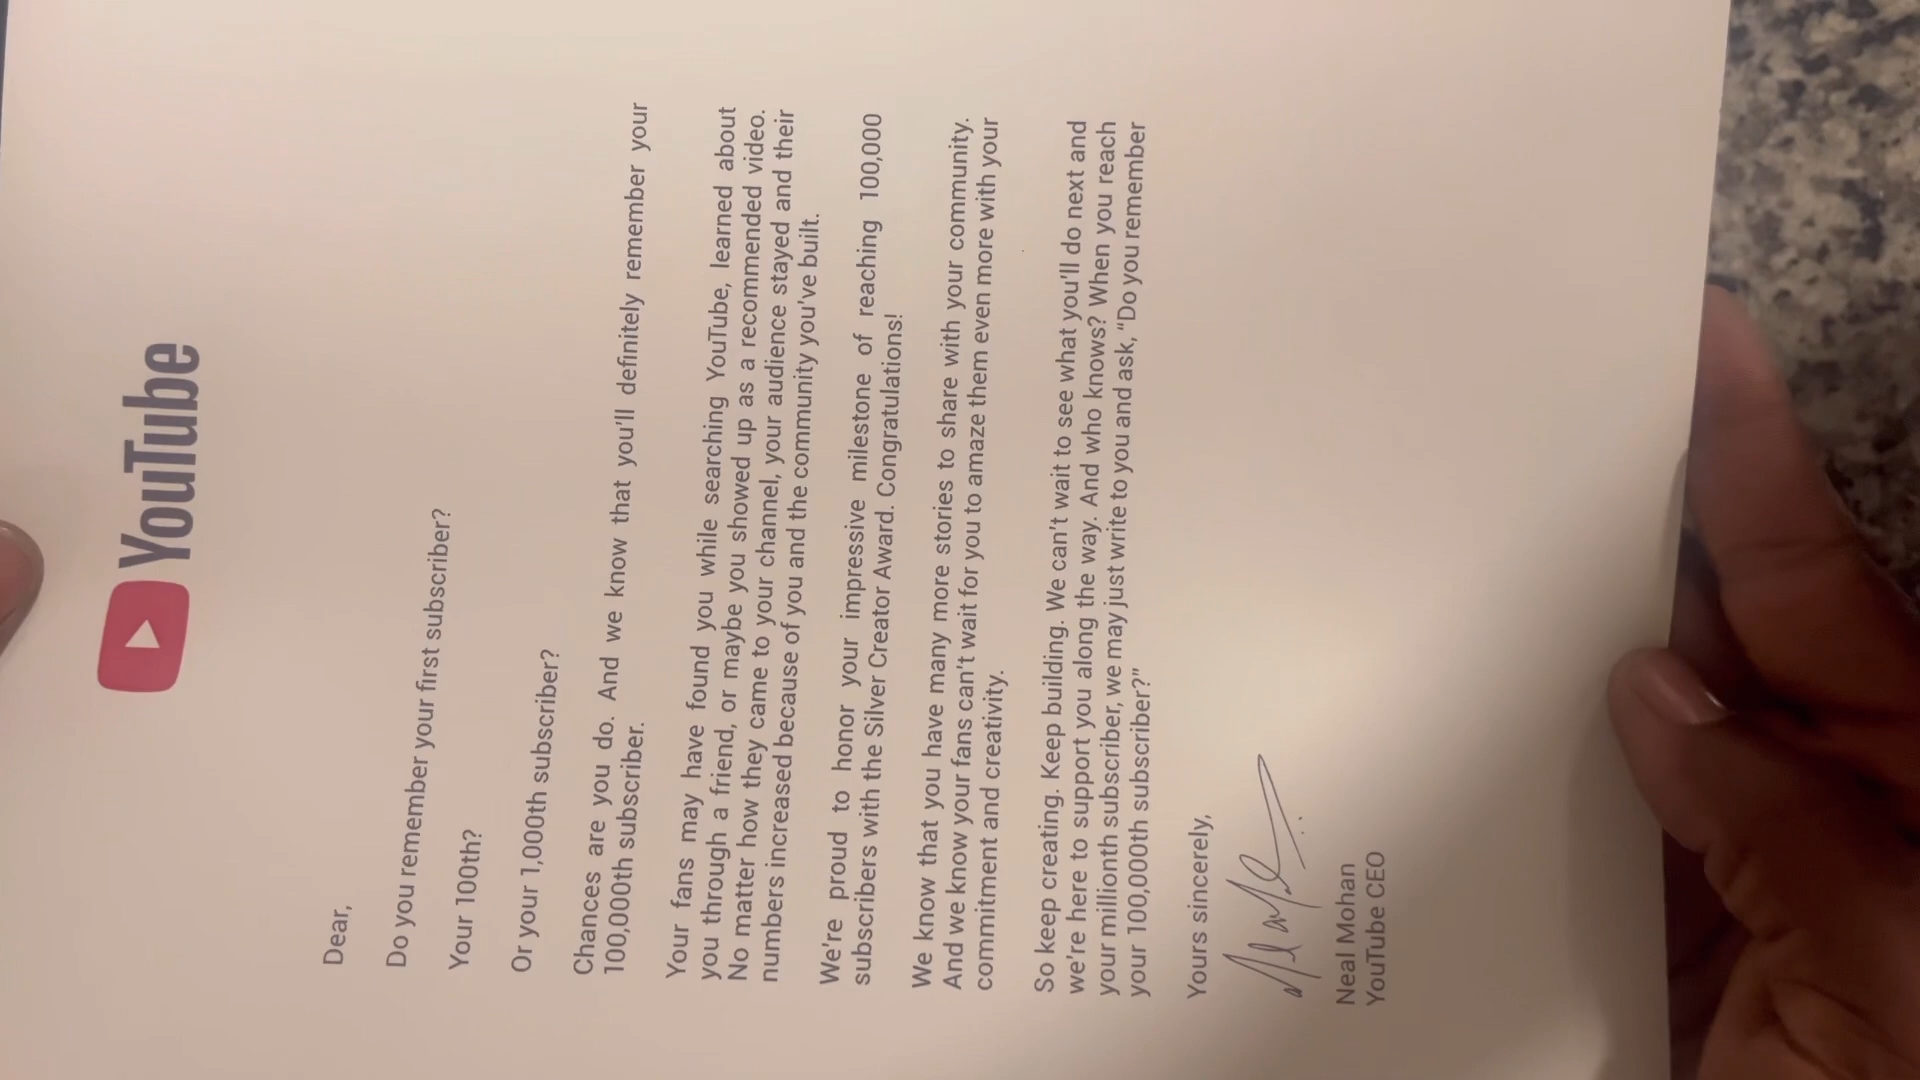 YouTube
Dear,
Do you remember your first subscriber?
Your 100th?
Or your 1,000th subscriber?
Chances are you do. And we know that you'll definitely remember your
100,000th subscriber.
Your fans may have found you while searching YouTube, learned about
you through a friend, or maybe you showed up as a recommended video.
No matter how they came to your channel, your audience stayed and their
numbers increased because of you and the community you've built.
We're proud to honor your impressive milestone of reaching 100,000
subscribers with the Silver Creator Award. Congratulations!
We know that you have many more stories to share with your community.
And we know your fans can't wait for you to amaze them even more with your
commitment and creativity.
So keep creating. Keep building. We can't wait to see what you'll do next and
we're here to support you along the way. And who knows? When you reach
your millionth subscriber, we may just write to you and ask, "Do you remember
your 100,000th subscriber?"
Yours sincerely,
Neal Mohan
YouTube CEO